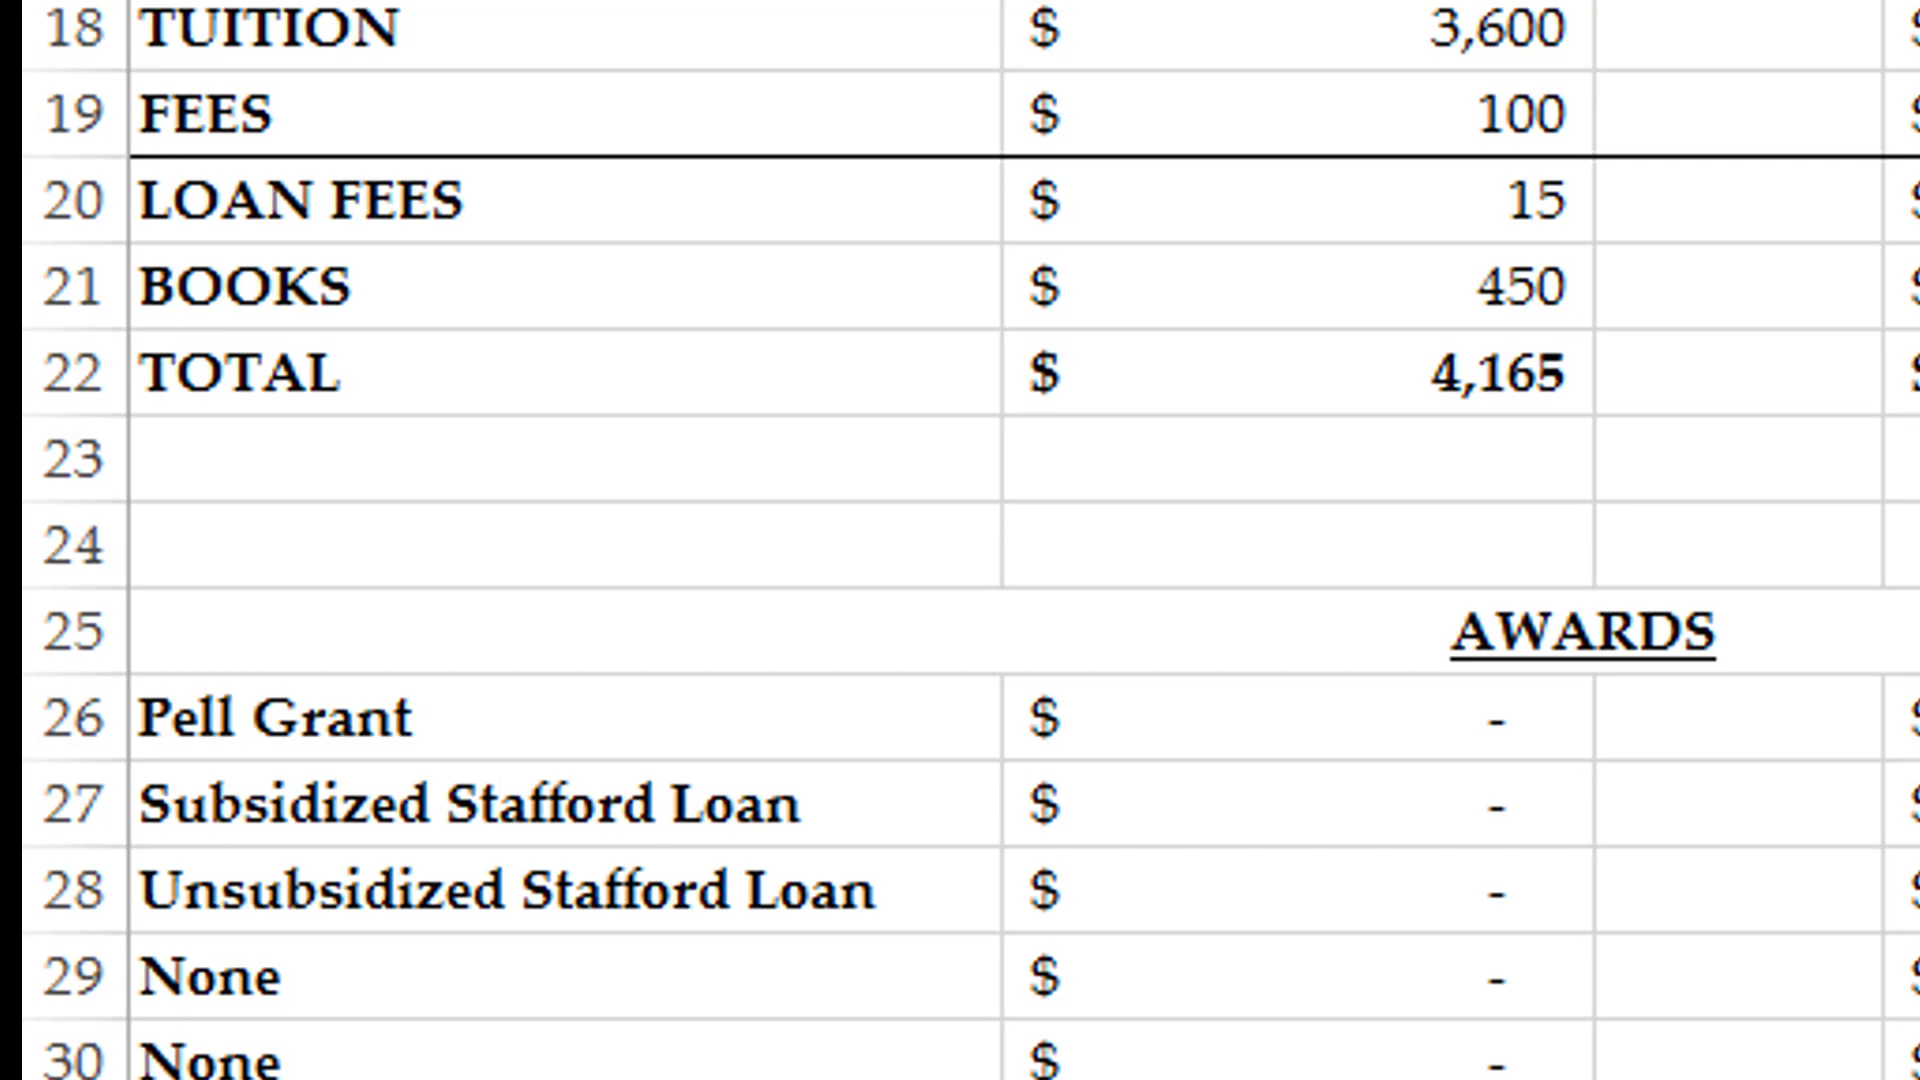 18 TUITION $ 3,600 $
19 FEES $ 100 $
20 LOAN FEES $ 15 $
21 BOOKS $ 450 $
22 TOTAL $ 4,165 $
23
24
25 AWARDS
26 Pell Grant $ - $
27 Subsidized Stafford Loan $ - $
28 Unsubsidized Stafford Loan $ - $
29 None $ - $
30 None $ - $